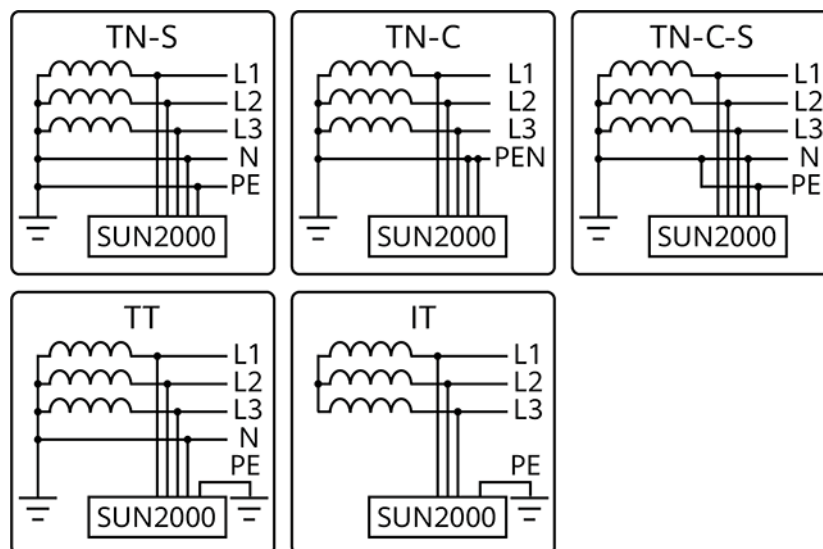 TN-S
L1
L2
L3
N
PE
SUN2000
TN-C
L1
L2
L3
PEN
SUN2000
TN-C-S
L1
L2
L3
N
PE
SUN2000
TT
L1
L2
L3
N
PE
SUN2000
IT
L1
L2
L3
PE
SUN2000